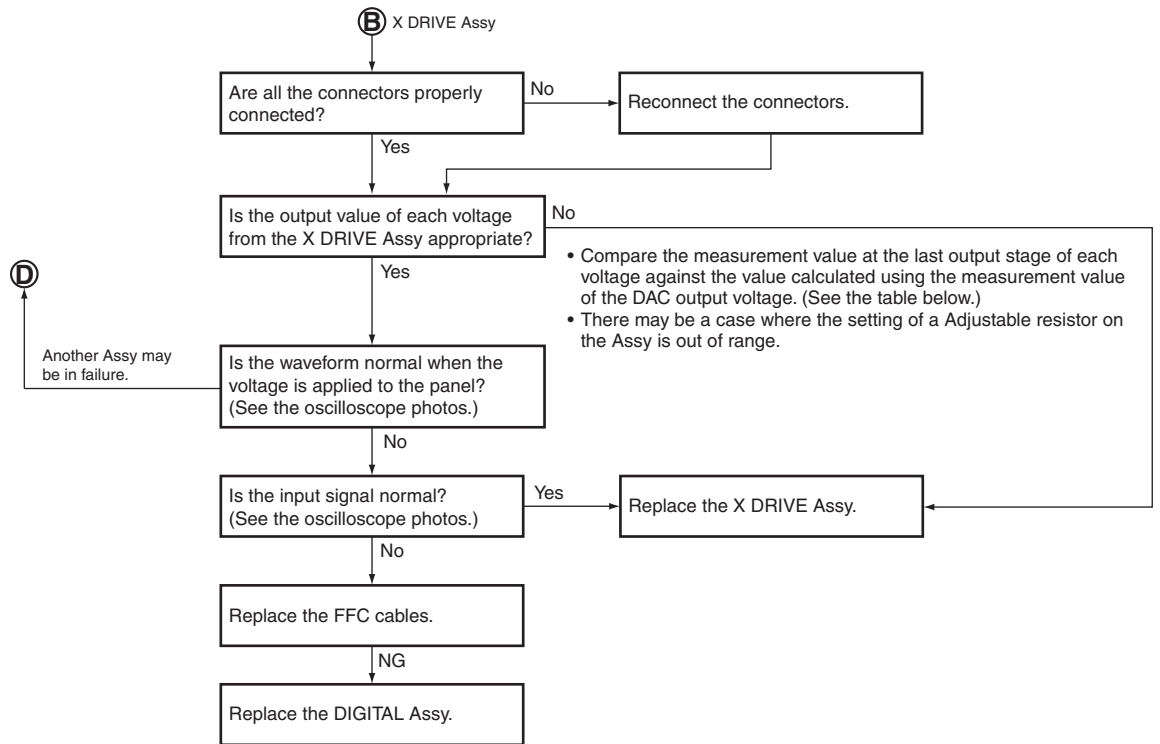 B X DRIVE Assy
Are all the connectors properly
connected?
No
Reconnect the connectors.
Yes
Is the output value of each voltage
from the X DRIVE Assy appropriate?
No
• Compare the measurement value at the last output stage of each
voltage against the value calculated using the measurement value
of the DAC output voltage. (See the table below.)
• There may be a case where the setting of a Adjustable resistor on
the Assy is out of range.
Yes
D
Another Assy may
be in failure.
Is the waveform normal when the
voltage is applied to the panel?
(See the oscilloscope photos.)
No
Is the input signal normal?
(See the oscilloscope photos.)
Yes
Replace the X DRIVE Assy.
No
Replace the FFC cables.
NG
Replace the DIGITAL Assy.